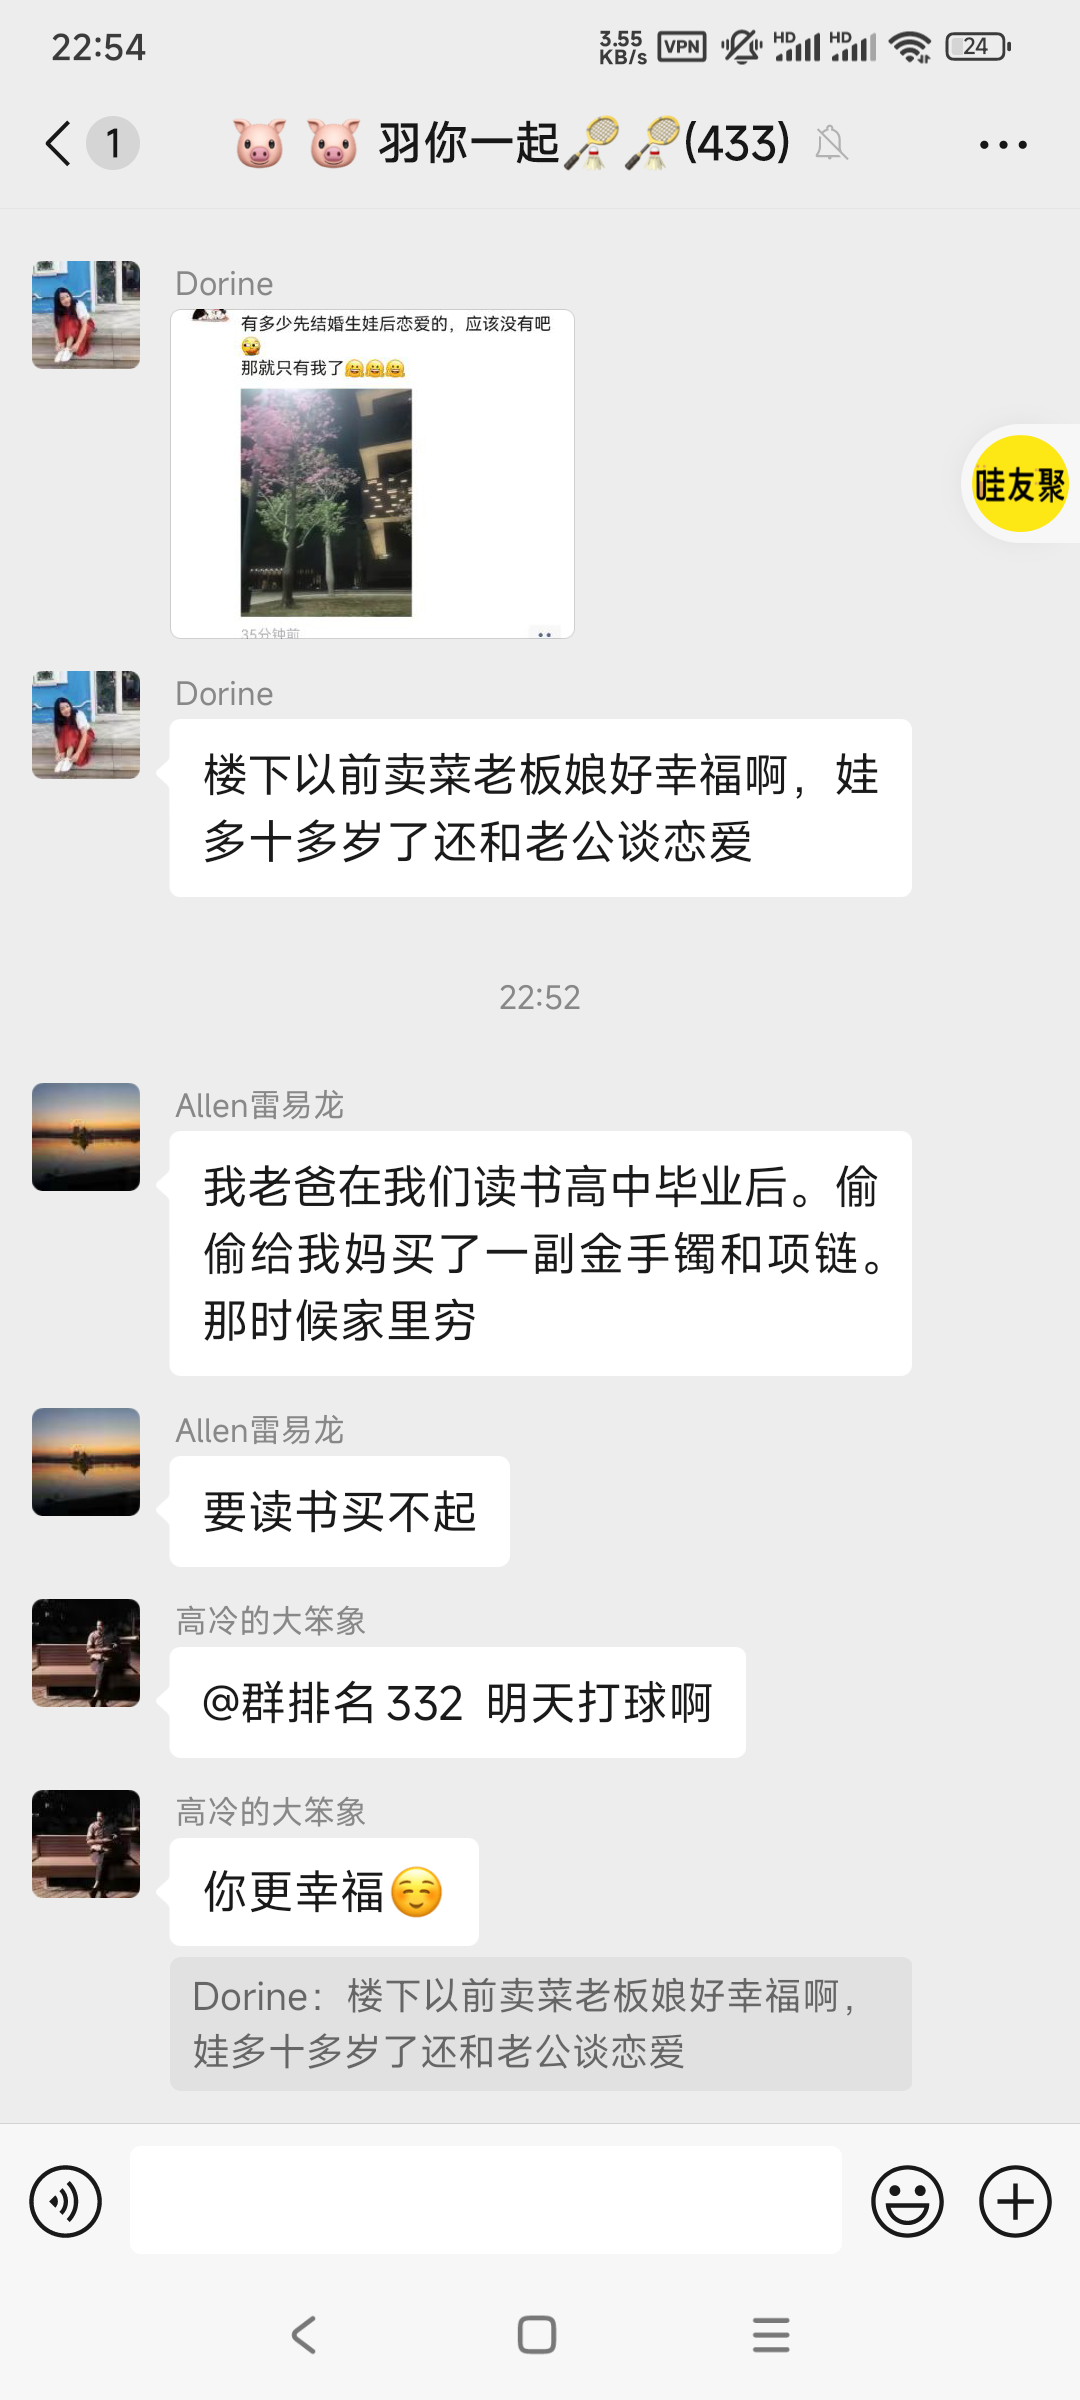 22:54
3.55
KB/s
VPN
HD
HD
24
1
🐷 🐷 羽你一起🏸🏸(433)
Dorine
有多少先结婚生娃后恋爱的，应该没有吧
那就只有我了🤗🤗🤗
35分钟前
哇友聚
Dorine
楼下以前卖菜老板娘好幸福啊，娃
多十多岁了还和老公谈恋爱
22:52
Allen雷易龙
我老爸在我们读书高中毕业后。偷
偷给我妈买了一副金手镯和项链。
那时候家里穷
Allen雷易龙
要读书买不起
高冷的大笨象
@群排名332 明天打球啊
高冷的大笨象
你更幸福☺️
Dorine：楼下以前卖菜老板娘好幸福啊，
娃多十多岁了还和老公谈恋爱